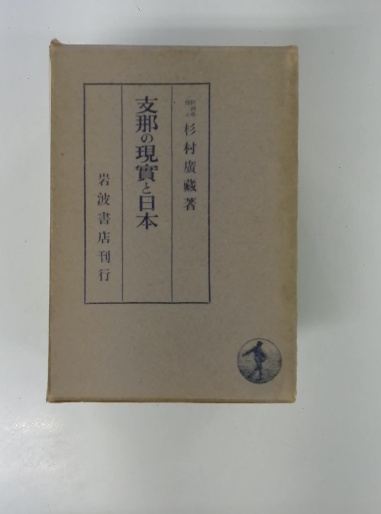 杉村廣藏著
支那の現實と日本
岩波書店刊行